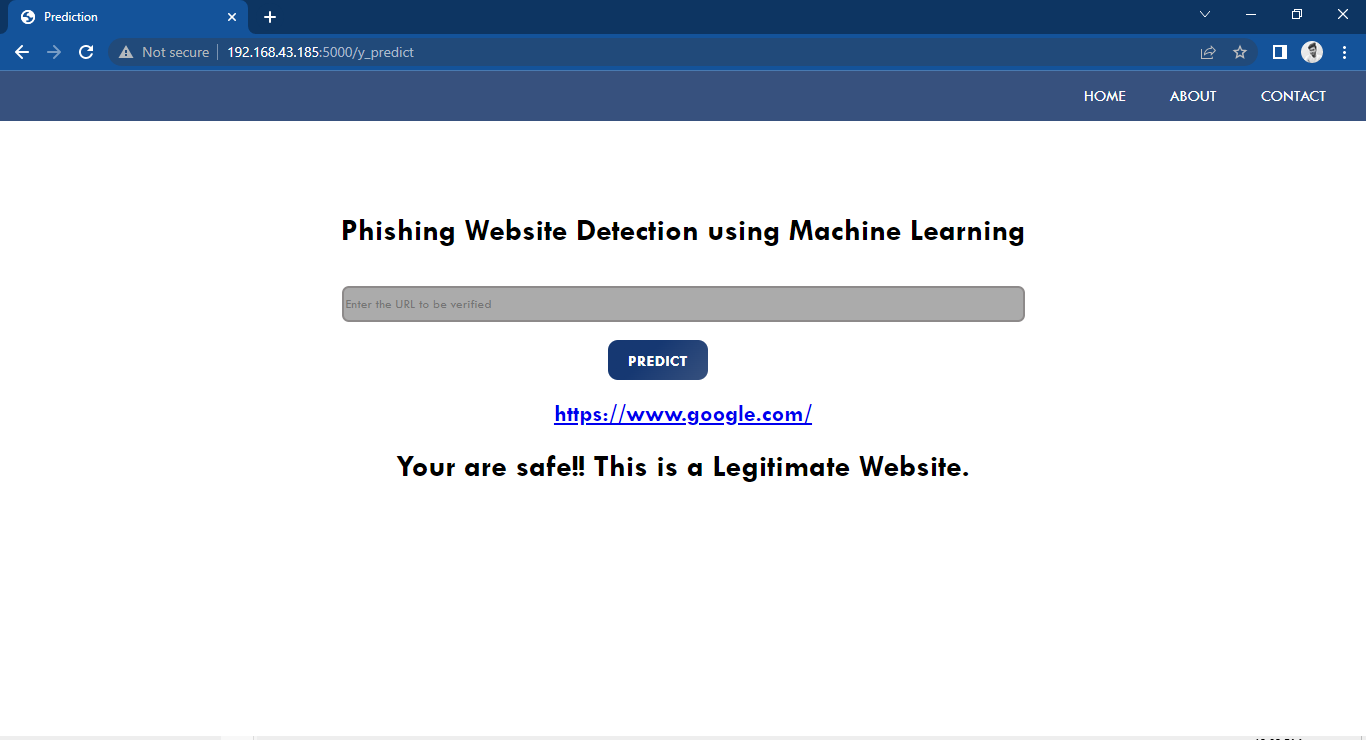 Prediction
Not secure 192.168.43.185:5000/y_predict
HOME ABOUT CONTACT
Phishing Website Detection using Machine Learning
Enter the URL to be verified
PREDICT
https://www.google.com/
Your are safe!! This is a Legitimate Website.